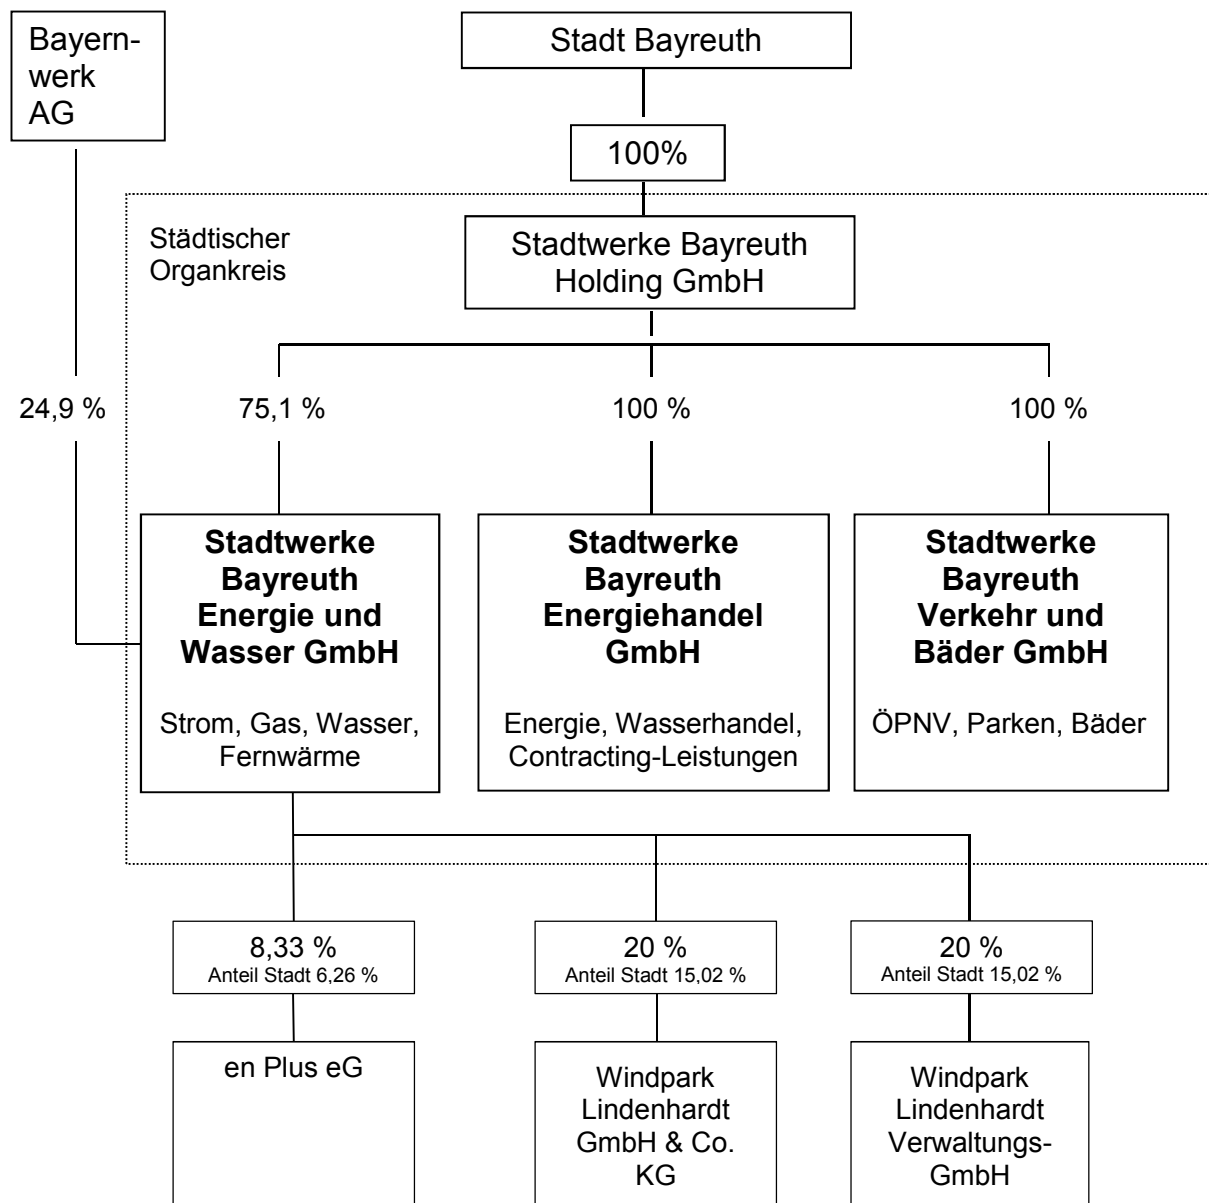 Bayern-
werk
AG
Stadt Bayreuth
100%
Städtischer
Organkreis
Stadtwerke Bayreuth
Holding GmbH
24,9 %
75,1 %
100 %
100 %
Stadtwerke
Bayreuth
Energie und
Wasser GmbH
Strom, Gas, Wasser,
Fernwärme
Stadtwerke
Bayreuth
Energiehandel
GmbH
Energie, Wasserhandel,
Contracting-Leistungen
Stadtwerke
Bayreuth
Verkehr und
Bäder GmbH
ÖPNV, Parken, Bäder
8,33 %
Anteil Stadt 6,26 %
20 %
Anteil Stadt 15,02 %
20 %
Anteil Stadt 15,02 %
en Plus eG
Windpark
Lindenhardt
GmbH & Co.
KG
Windpark
Lindenhardt
Verwaltungs-
GmbH